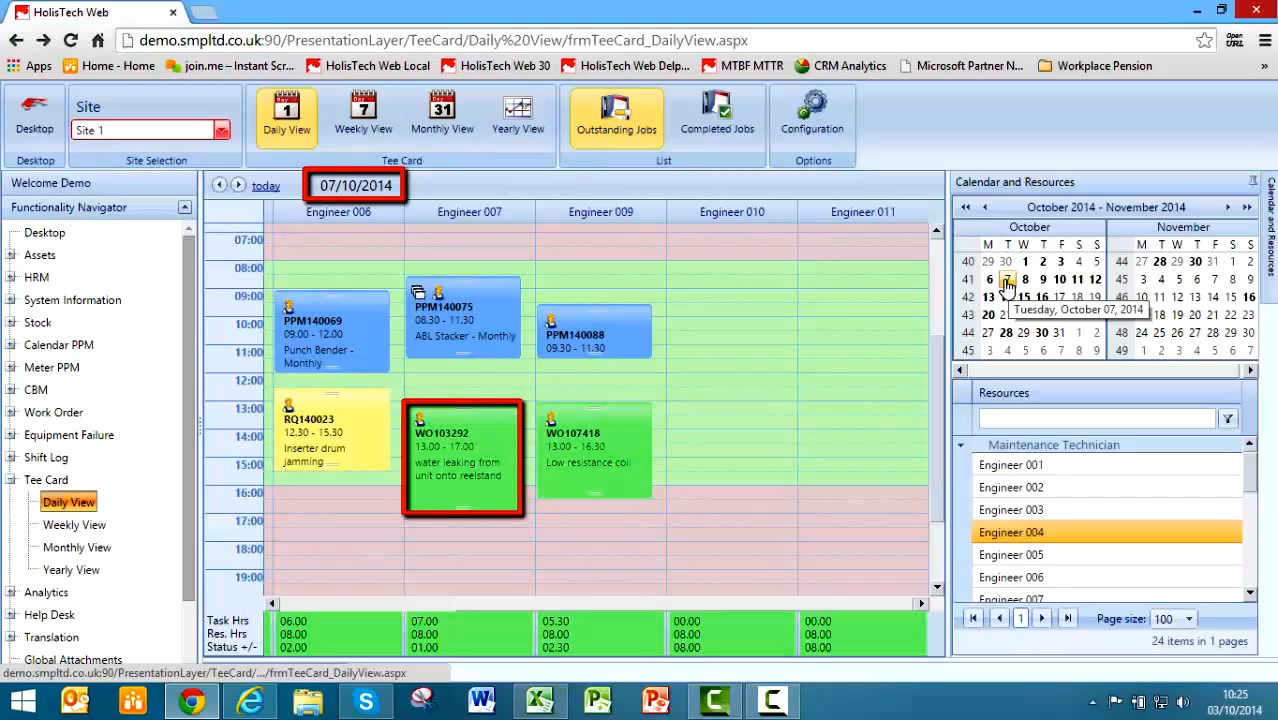 HolisTech Web
demo.smpltd.co.uk:90/PresentationLayer/TeeCard/Daily%20View/frmTeeCard_DailyView.aspx
OPEN URL
Apps Home - Home join.me – Instant Scr... HolisTech Web Local HolisTech Web 30 HolisTech Web Delp... MTBF MTTR CRM Analytics Microsoft Partner N... Workplace Pension »
Desktop
Desktop
Site
Site 1
Site Selection
Day 1
Daily View
Day 7
Weekly View
Day 31
Monthly View
Yearly View
Tee Card
Outstanding Jobs
Completed Jobs
List
Configuration
Options
Welcome Demo
Functionality Navigator
Desktop
Assets
HRM
System Information
Stock
Calendar PPM
Meter PPM
CBM
Work Order
Equipment Failure
Shift Log
Tee Card
Daily View
Weekly View
Monthly View
Yearly View
Analytics
Help Desk
Translation
Global Attachments
today
07/10/2014
Engineer 006 Engineer 007 Engineer 009 Engineer 010 Engineer 011
07:00
08:00
09:00
10:00
11:00
12:00
13:00
14:00
15:00
16:00
17:00
18:00
19:00
PPM140069
09.00 - 12.00
Punch Bender -
Monthly
RQ140023
12.30 - 15.30
Inserter drum
jamming
PPM140075
08.30 - 11.30
ABL Stacker - Monthly
WO103292
13.00 - 17.00
water leaking from
unit onto reelstand
PPM140088
09.30 - 11.30
WO107418
13.00 - 16.30
Low resistance coil
Task Hrs 06.00 07.00 05.30 00.00 00.00
Res. Hrs 08.00 08.00 08.00 08.00 08.00
Status +/- 02.00 01.00 02.30 08.00 08.00
Calendar and Resources
October 2014 - November 2014
October November
M T W T F S S M T W T F S S
40 29 30 1 2 3 4 5 44 27 28 29 30 31 1 2
41 6 7 8 9 10 11 12 45 3 4 5 6 7 8 9
42 13 15 16 17 18 19 46 10 11 12 13 14 15 16
43 20 21 22 23
44 27 28 29 30 31 1 2 48 24 25 26 27 28 29 30
45 3 4 5 6 7 8 9 49 1 2 3 4 5 6 7
Tuesday, October 07, 2014
Resources
Maintenance Technician
Engineer 001
Engineer 002
Engineer 003
Engineer 004
Engineer 005
Engineer 006
Engineer 007
1 Page size: 100
24 items in 1 pages
Calendar and Resources
demo.smpltd.co.uk:90/PresentationLayer/TeeCard/.../frmTeeCard_DailyView.aspx
10:25
03/10/2014